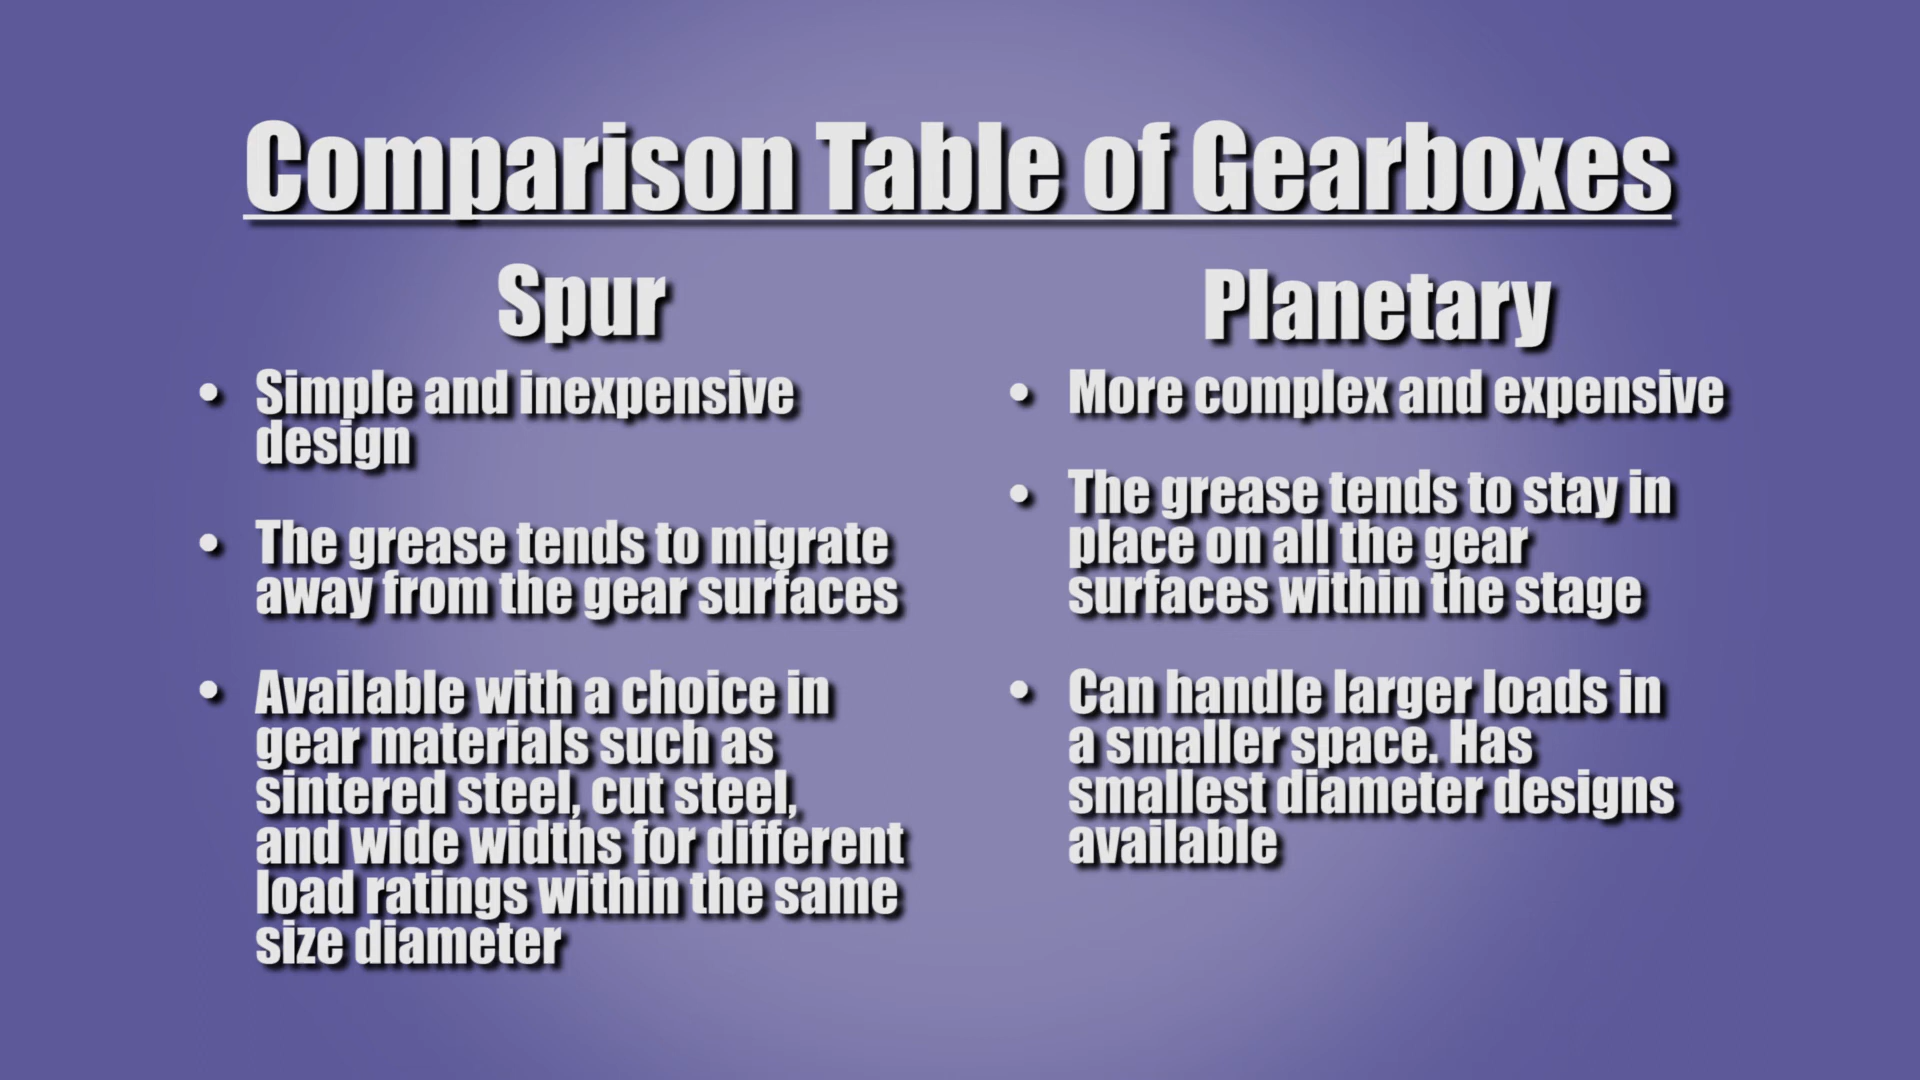 Comparison Table of Gearboxes
Spur
• Simple and inexpensive
design
• The grease tends to migrate
away from the gear surfaces
• Available with a choice in
gear materials such as
sintered steel, cut steel,
and wide widths for different
load ratings within the same
size diameter
Planetary
• More complex and expensive
• The grease tends to stay in
place on all the gear
surfaces within the stage
• Can handle larger loads in
a smaller space. Has
smallest diameter designs
available